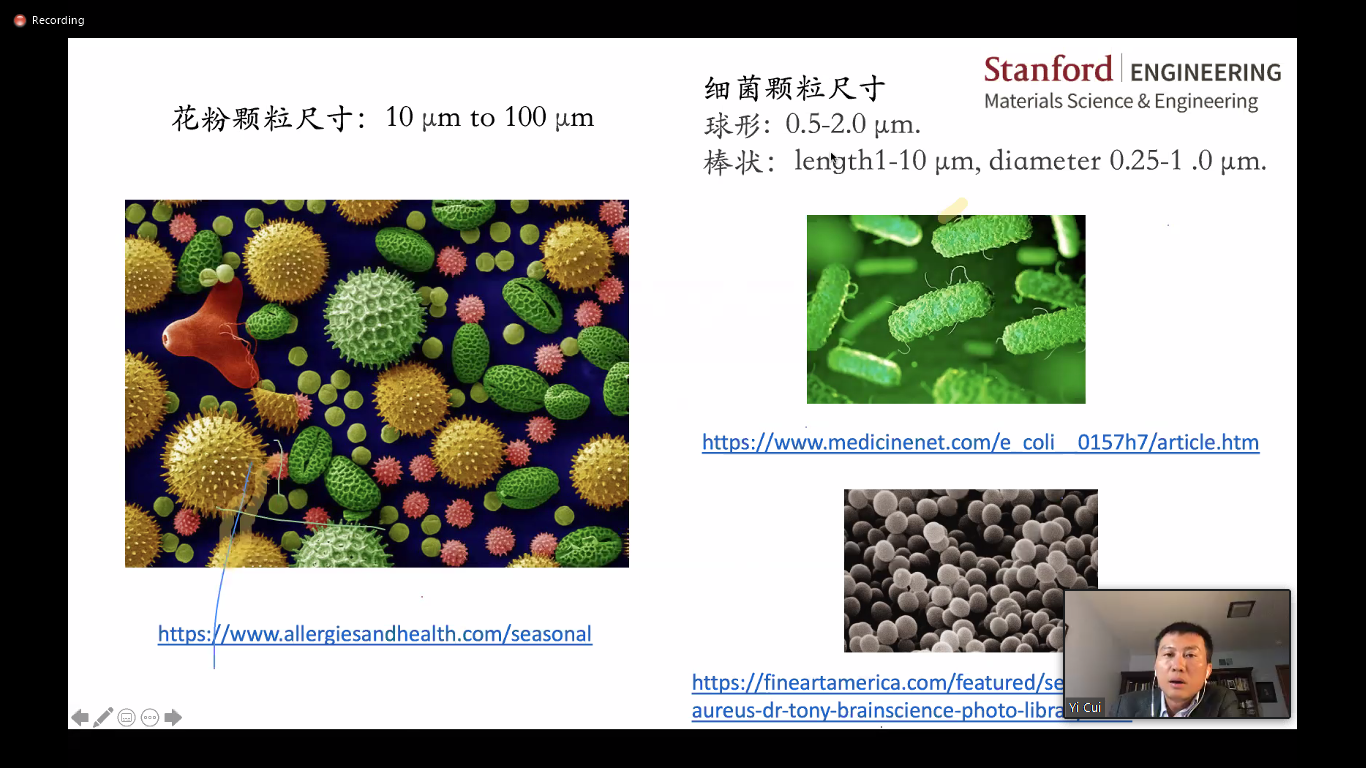 Recording
花粉颗粒尺寸：10 μm to 100 μm
https://www.allergiesandhealth.com/seasonal
Stanford ENGINEERING
Materials Science & Engineering
细菌颗粒尺寸
球形：0.5-2.0 μm.
棒状：length1-10 μm, diameter 0.25-1 .0 μm.
https://www.medicinenet.com/e_coli__0157h7/article.htm
https://fineartamerica.com/featured/se
aureus-dr-tony-brainscience-photo-libra
Yi Cui